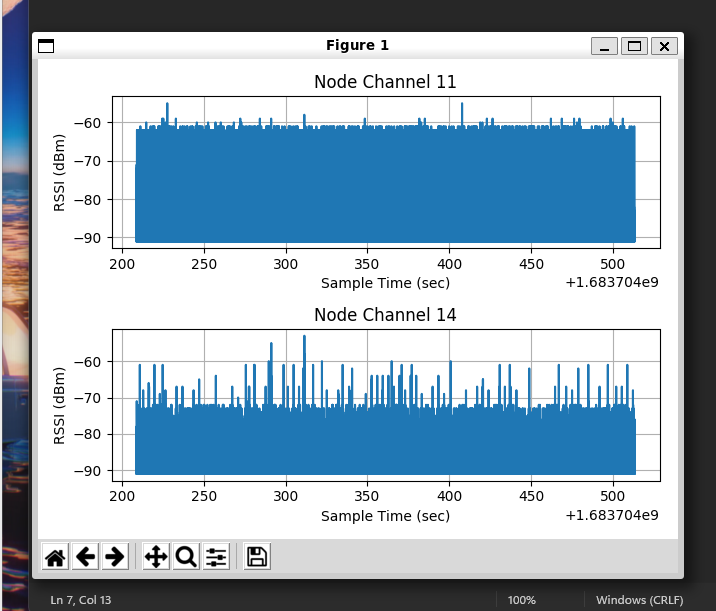 Figure 1
Node Channel 11
RSSI (dBm)
−60
−70
−80
−90
200 250 300 350 400 450 500
Sample Time (sec)
+1.683704e9
Node Channel 14
RSSI (dBm)
−60
−70
−80
−90
200 250 300 350 400 450 500
Sample Time (sec)
+1.683704e9
Ln 7, Col 13 100% Windows (CRLF)